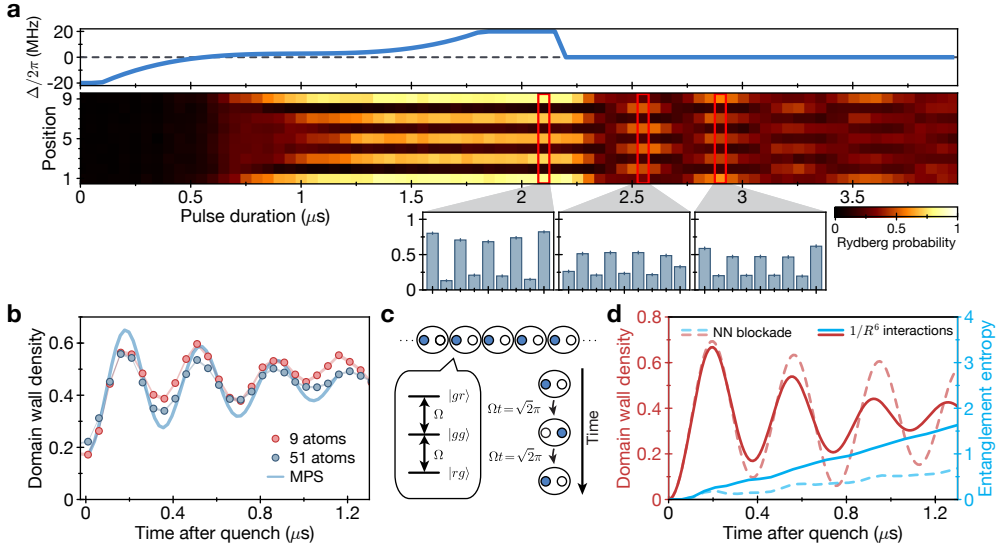 a
Δ/2π (MHz)
20
0
-20
Position
9
5
1
0
0.5
1
1.5
2
2.5
3
3.5
Pulse duration (μs)
1
0.5
0
0
0.5
1
Rydberg probability
b
Domain wall density
0.6
0.4
0.2
0
9 atoms
51 atoms
MPS
0
0.4
0.8
1.2
Time after quench (μs)
c
··· ···
|gr⟩
Ω
|gg⟩
Ω
|rg⟩
Ωt = √2π
Ωt = √2π
Time
d
Domain wall density
0.8
0.6
0.4
0.2
0.0
NN blockade
1/R⁶ interactions
4
3
2
1
0
Entanglement entropy
0
0.4
0.8
1.2
Time after quench (μs)